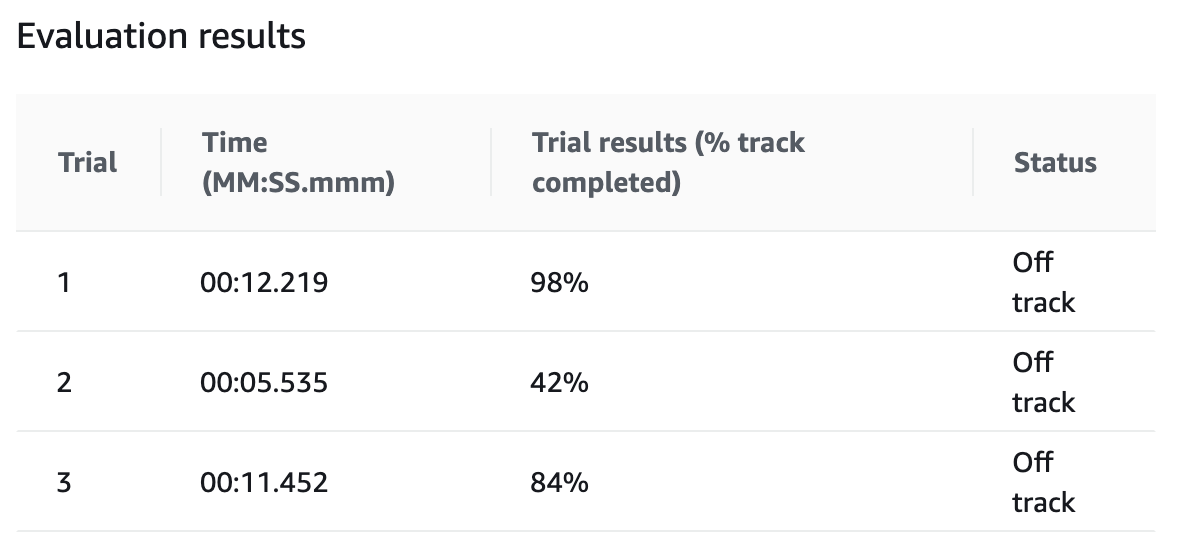 Evaluation results
Trial
Time
(MM:SS.mmm)
Trial results (% track
completed)
Status
1
00:12.219
98%
Off
track
2
00:05.535
42%
Off
track
3
00:11.452
84%
Off
track